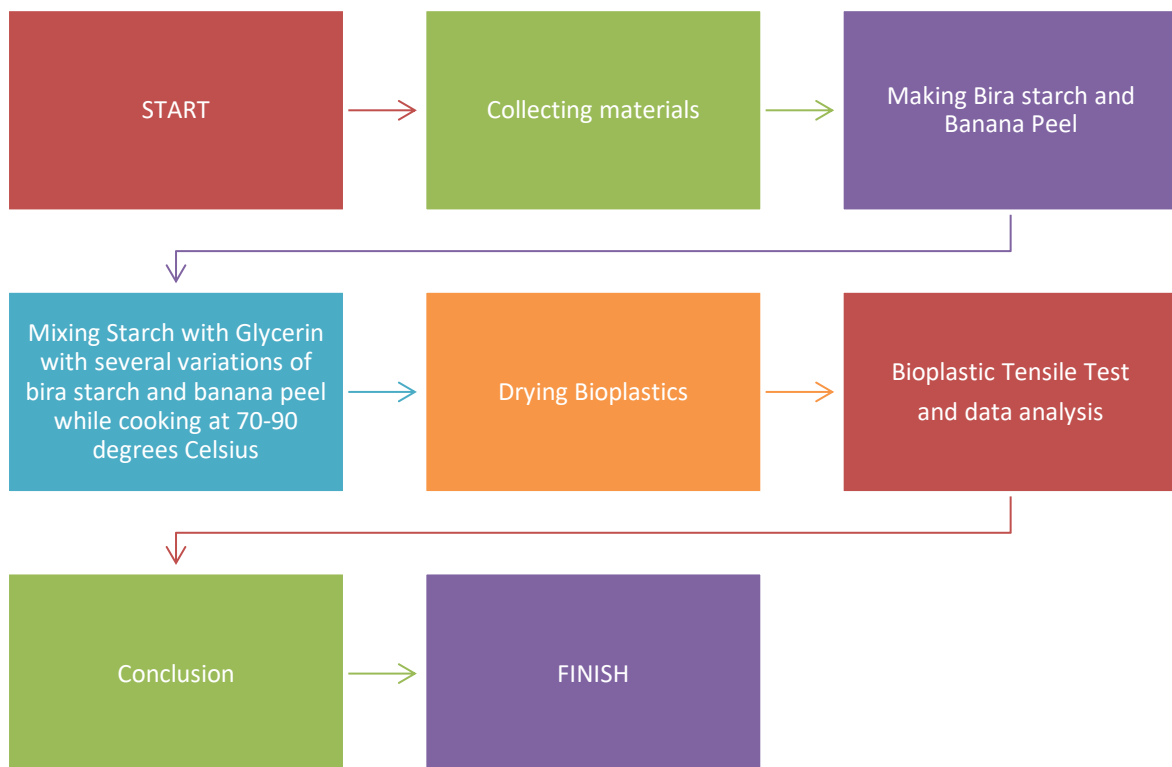 START
Collecting materials
Making Bira starch and
Banana Peel
Mixing Starch with Glycerin
with several variations of
bira starch and banana peel
while cooking at 70-90
degrees Celsius
Drying Bioplastics
Bioplastic Tensile Test
and data analysis
Conclusion
FINISH